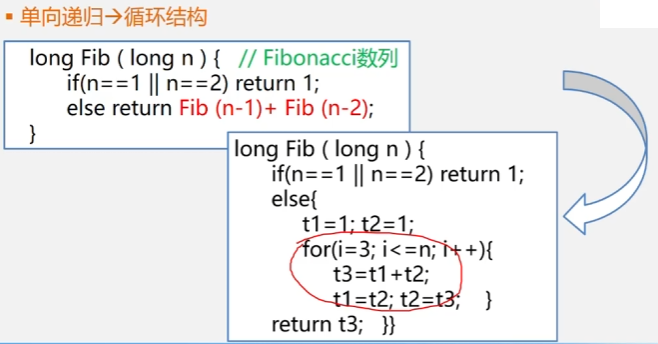 ▪ 单向递归→循环结构
long Fib ( long n ) { // Fibonacci数列
if(n==1 || n==2) return 1;
else return Fib (n-1)+ Fib (n-2);
}
long Fib ( long n ) {
if(n==1 || n==2) return 1;
else{
t1=1; t2=1;
for(i=3; i<=n; i++){
t3=t1+t2;
t1=t2; t2=t3; }
return t3; }}